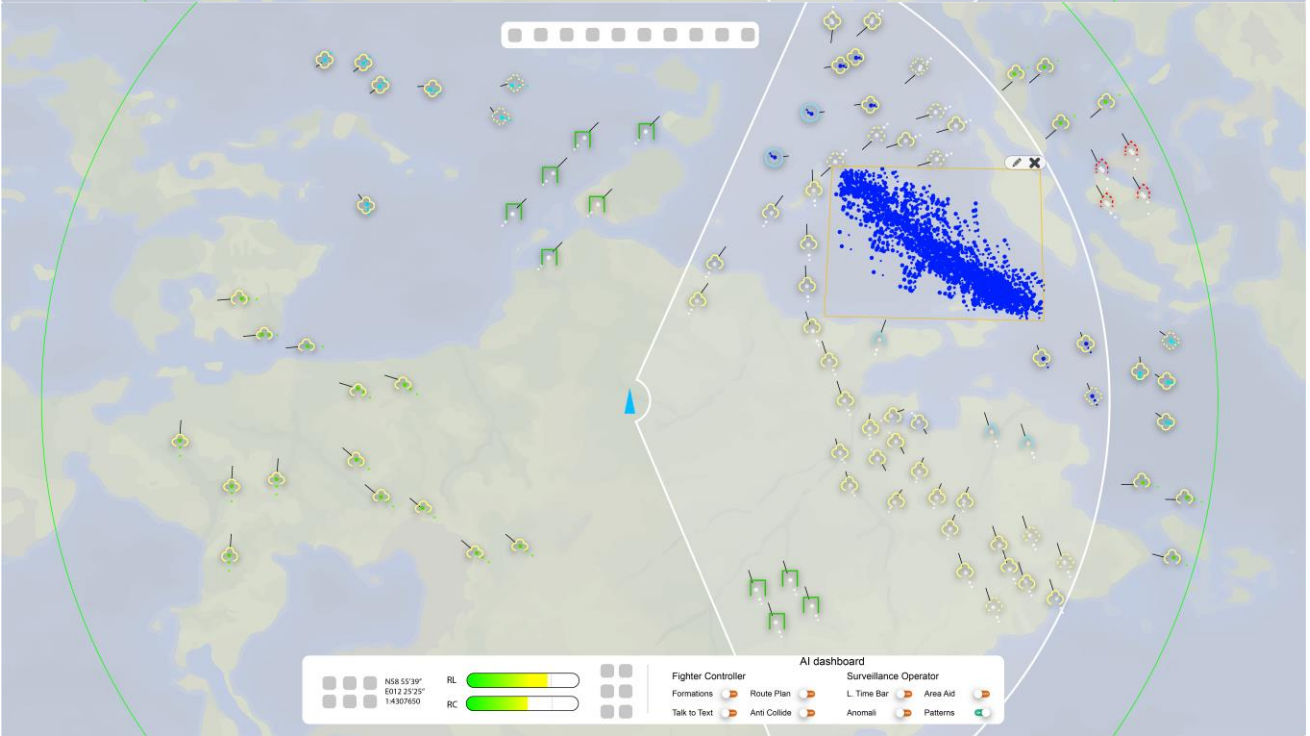 AI dashboard
N58 55'39"
E012 25'25"
1:4307650
RL
RC
Fighter Controller
Formations Route Plan
Talk to Text Anti Collide
Surveillance Operator
L. Time Bar Area Aid
Anomali Patterns